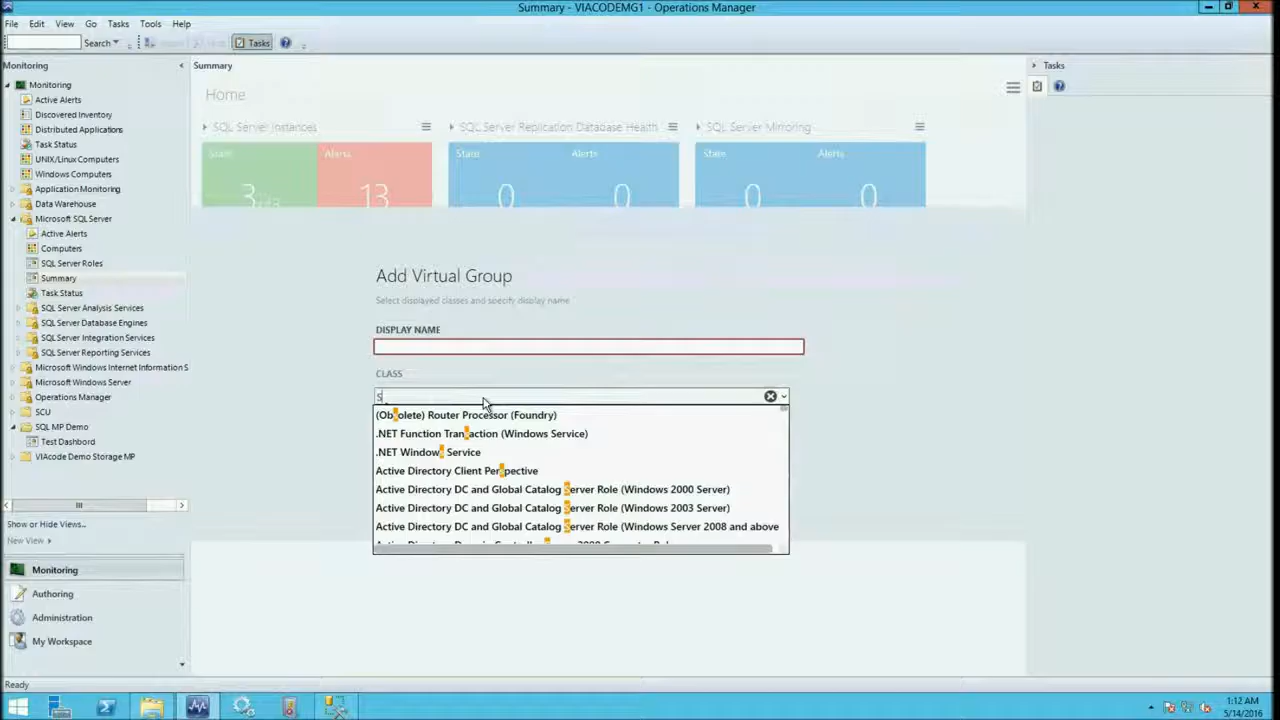 Summary - VIACODEMG1 - Operations Manager
File Edit View Go Tasks Tools Help
Search Tasks
Monitoring
Summary
Tasks
Monitoring
Active Alerts
Discovered Inventory
Distributed Applications
Task Status
UNIX/Linux Computers
Windows Computers
Application Monitoring
Data Warehouse
Microsoft SQL Server
Active Alerts
Computers
SQL Server Roles
Summary
Task Status
SQL Server Analysis Services
SQL Server Database Engines
SQL Server Integration Services
SQL Server Reporting Services
Microsoft Windows Internet Information S
Microsoft Windows Server
Operations Manager
SCU
SQL MP Demo
Test Dashbord
VIAcode Demo Storage MP
Show or Hide Views...
New View
Monitoring
Authoring
Administration
My Workspace
Home
SQL Server Instances SQL Server Replication Database Health SQL Server Mirroring
State Alerts State Alerts State Alerts
3 13 0 0 0 0
Add Virtual Group
Select displayed classes and specify display name
DISPLAY NAME
CLASS
S
(Obsolete) Router Processor (Foundry)
.NET Function Transaction (Windows Service)
.NET Windows Service
Active Directory Client Perspective
Active Directory DC and Global Catalog Server Role (Windows 2000 Server)
Active Directory DC and Global Catalog Server Role (Windows 2003 Server)
Active Directory DC and Global Catalog Server Role (Windows Server 2008 and above
Ready
1:12 AM
5/14/2016